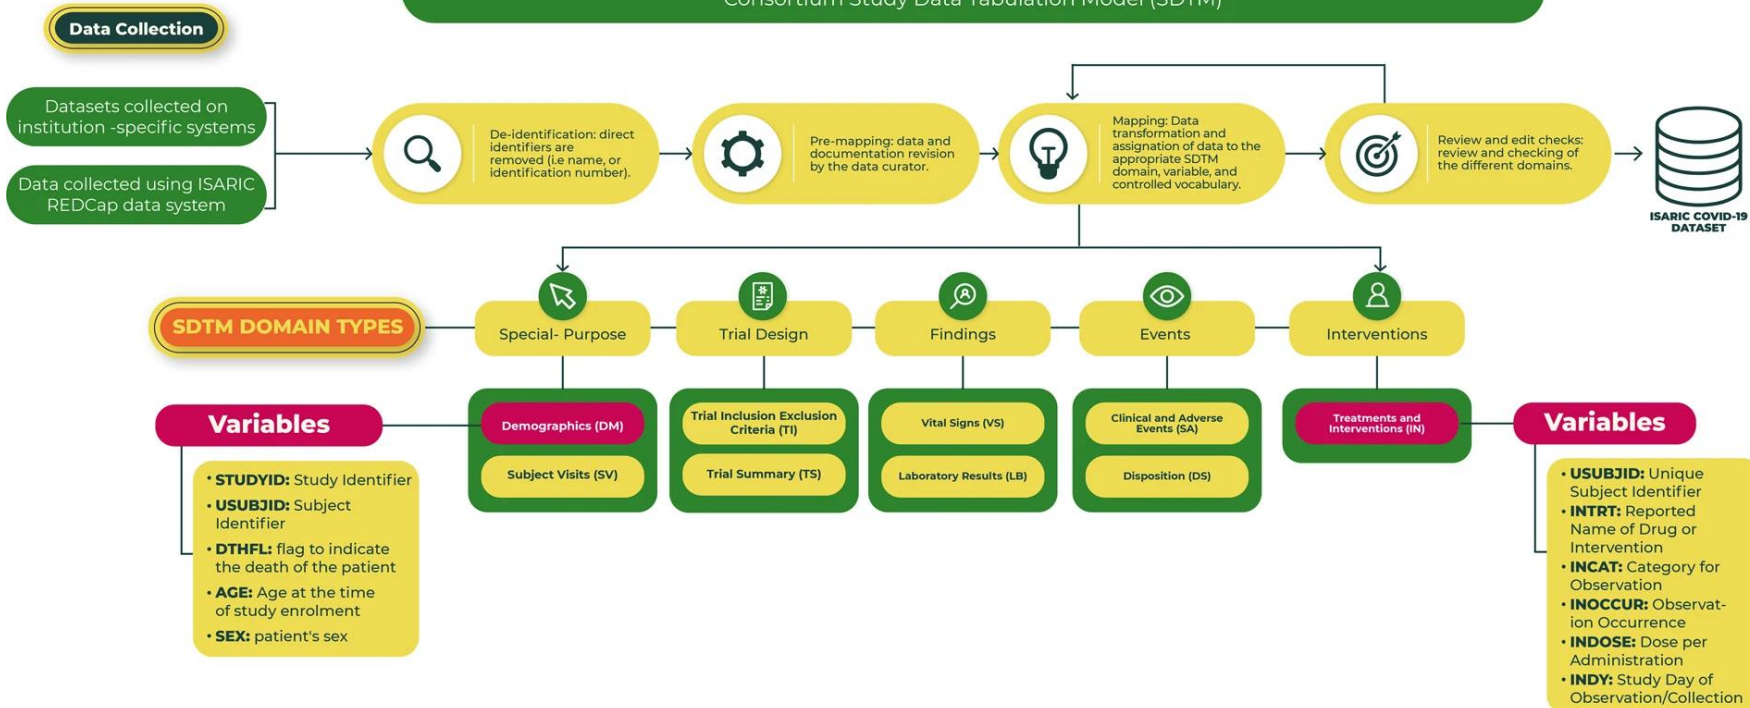 Consortium Study Data Tabulation Model (SDTM)
Data Collection
Datasets collected on
institution -specific systems
Data collected using ISARIC
REDCap data system
De-identification: direct
identifiers are
removed (i.e name, or
identification number).
Pre-mapping: data and
documentation revision
by the data curator.
Mapping: Data
transformation and
assignation of data to the
appropriate SDTM
domain, variable, and
controlled vocabulary.
Review and edit checks:
review and checking of
the different domains.
ISARIC COVID-19
DATASET
SDTM DOMAIN TYPES
Special- Purpose
Trial Design
Findings
Events
Interventions
Variables
Demographics (DM)
Subject Visits (SV)
Trial Inclusion Exclusion
Criteria (TI)
Trial Summary (TS)
Vital Signs (VS)
Laboratory Results (LB)
Clinical and Adverse
Events (SA)
Disposition (DS)
Treatments and
Interventions (IN)
Variables
• STUDYID: Study Identifier
• USUBJID: Subject
Identifier
• DTHFL: flag to indicate
the death of the patient
• AGE: Age at the time
of study enrolment
• SEX: patient's sex
• USUBJID: Unique
Subject Identifier
• INTRT: Reported
Name of Drug or
Intervention
• INCAT: Category for
Observation
• INOCCUR: Observat-
ion Occurrence
• INDOSE: Dose per
Administration
• INDY: Study Day of
Observation/Collection